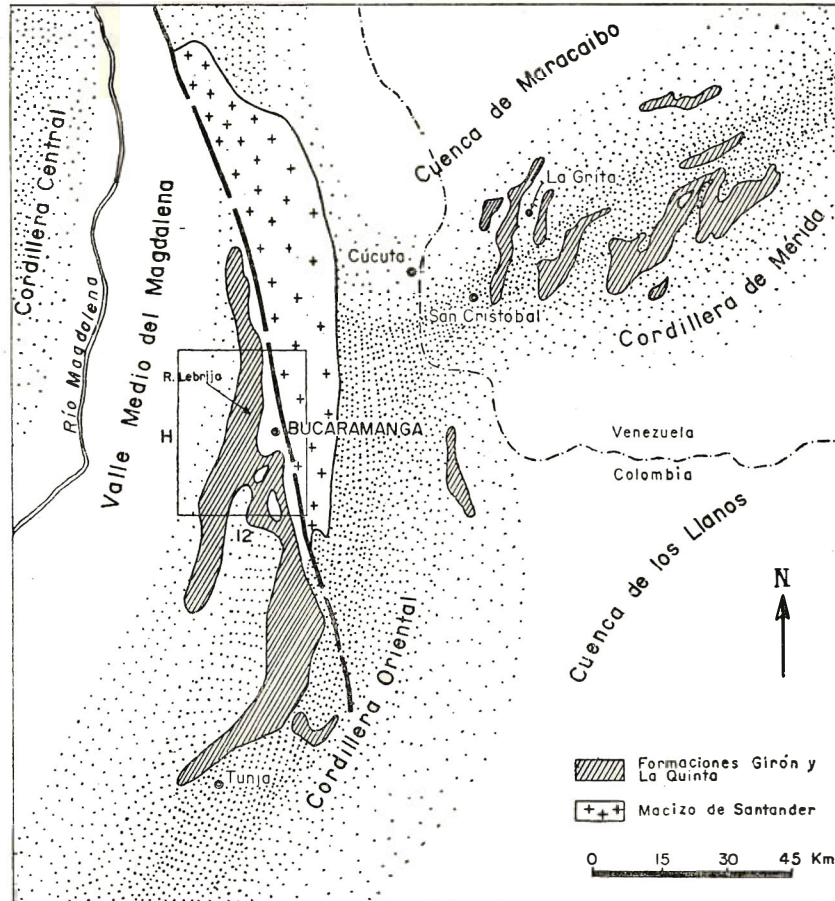 Cordillera Central
Río Magdalena
Valle Medio del Magdalena
Cuenca de Maracaibo
La Grita
Cúcuta
San Cristóbal
Cordillera de Mérida
R. Lebrija
BUCARAMANGA
H
12
Venezuela
Colombia
Cuenca de los Llanos
N
Cordillera Oriental
Tunja
Formaciones Girón y
La Quinta
Macizo de Santander
0 15 30 45 Km